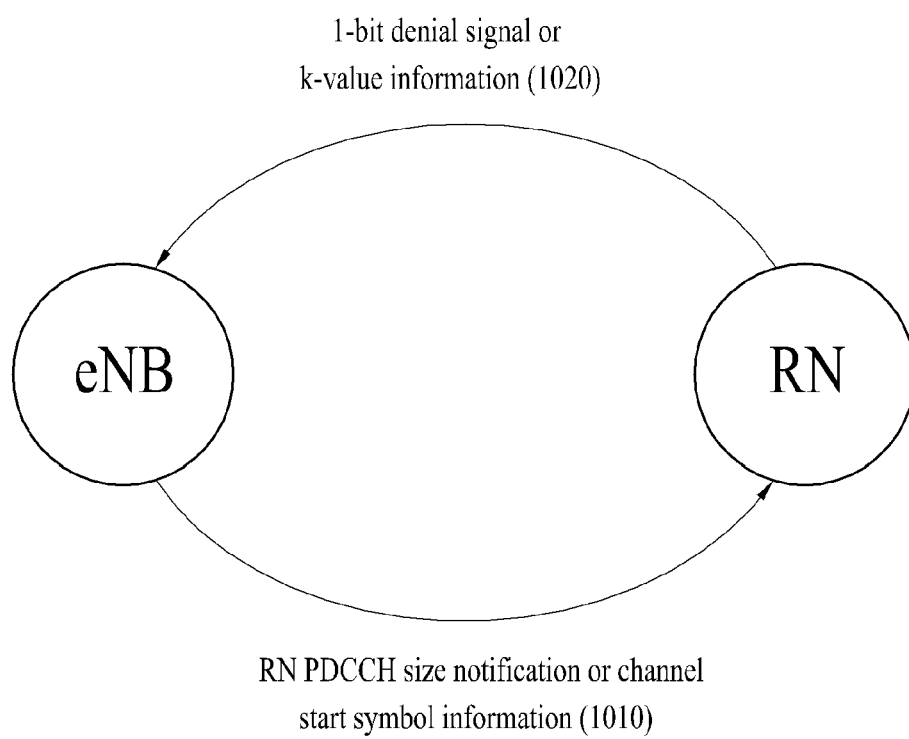 1-bit denial signal or
k-value information (1020)
eNB
RN
RN PDCCH size notification or channel
start symbol information (1010)